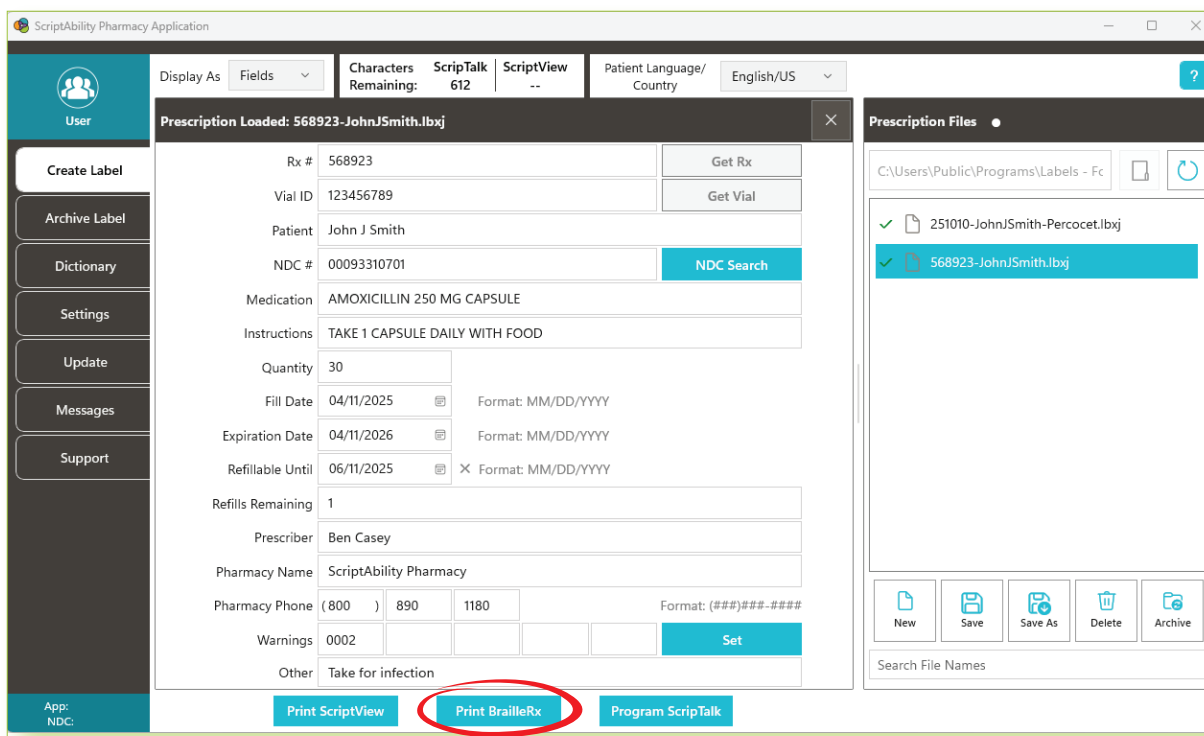 ScriptAbility Pharmacy Application
User
Create Label
Archive Label
Dictionary
Settings
Update
Messages
Support
App:
NDC:
Display As Fields
Characters Remaining: ScripTalk 612 ScriptView --
Patient Language/ Country English/US
?
Prescription Loaded: 568923-JohnJSmith.lbxj
Rx # 568923 Get Rx
Vial ID 123456789 Get Vial
Patient John J Smith
NDC # 00093310701 NDC Search
Medication AMOXICILLIN 250 MG CAPSULE
Instructions TAKE 1 CAPSULE DAILY WITH FOOD
Quantity 30
Fill Date 04/11/2025 Format: MM/DD/YYYY
Expiration Date 04/11/2026 Format: MM/DD/YYYY
Refillable Until 06/11/2025 Format: MM/DD/YYYY
Refills Remaining 1
Prescriber Ben Casey
Pharmacy Name ScriptAbility Pharmacy
Pharmacy Phone (800 ) 890 1180 Format: (###)###-####
Warnings 0002 Set
Other Take for infection
Print ScriptView Print BrailleRx Program ScripTalk
Prescription Files
C:\Users\Public\Programs\Labels - Fc
251010-JohnJSmith-Percocet.lbxj
568923-JohnJSmith.lbxj
New Save Save As Delete Archive
Search File Names